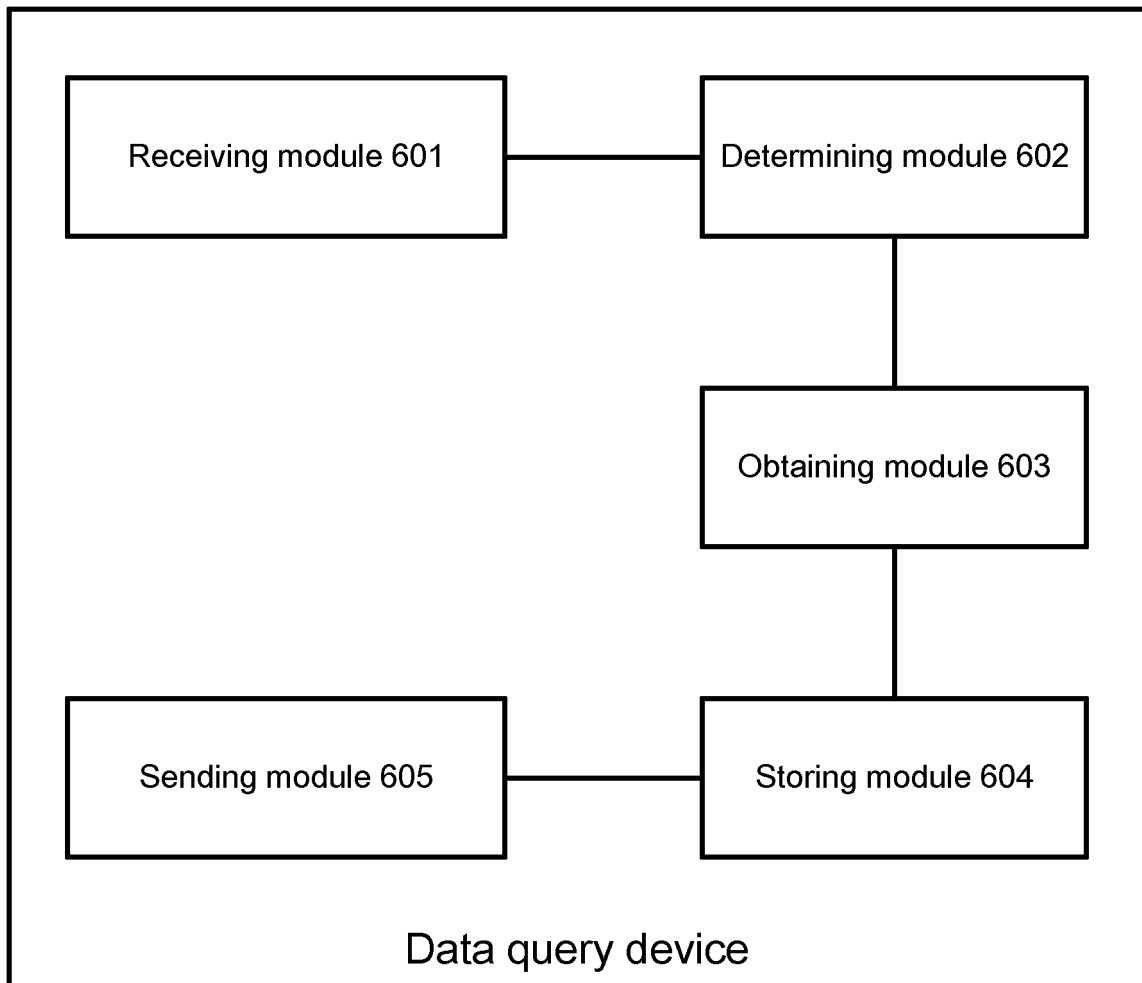 Receiving module 601
Determining module 602
Obtaining module 603
Sending module 605
Storing module 604
Data query device